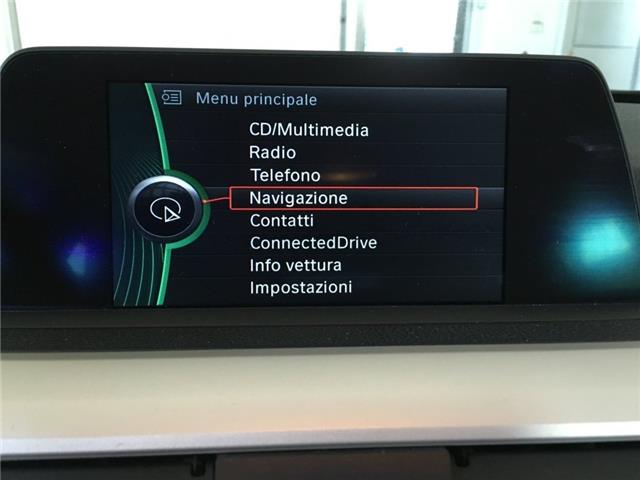 Menu principale
CD/Multimedia
Radio
Telefono
Navigazione
Contatti
ConnectedDrive
Info vettura
Impostazioni